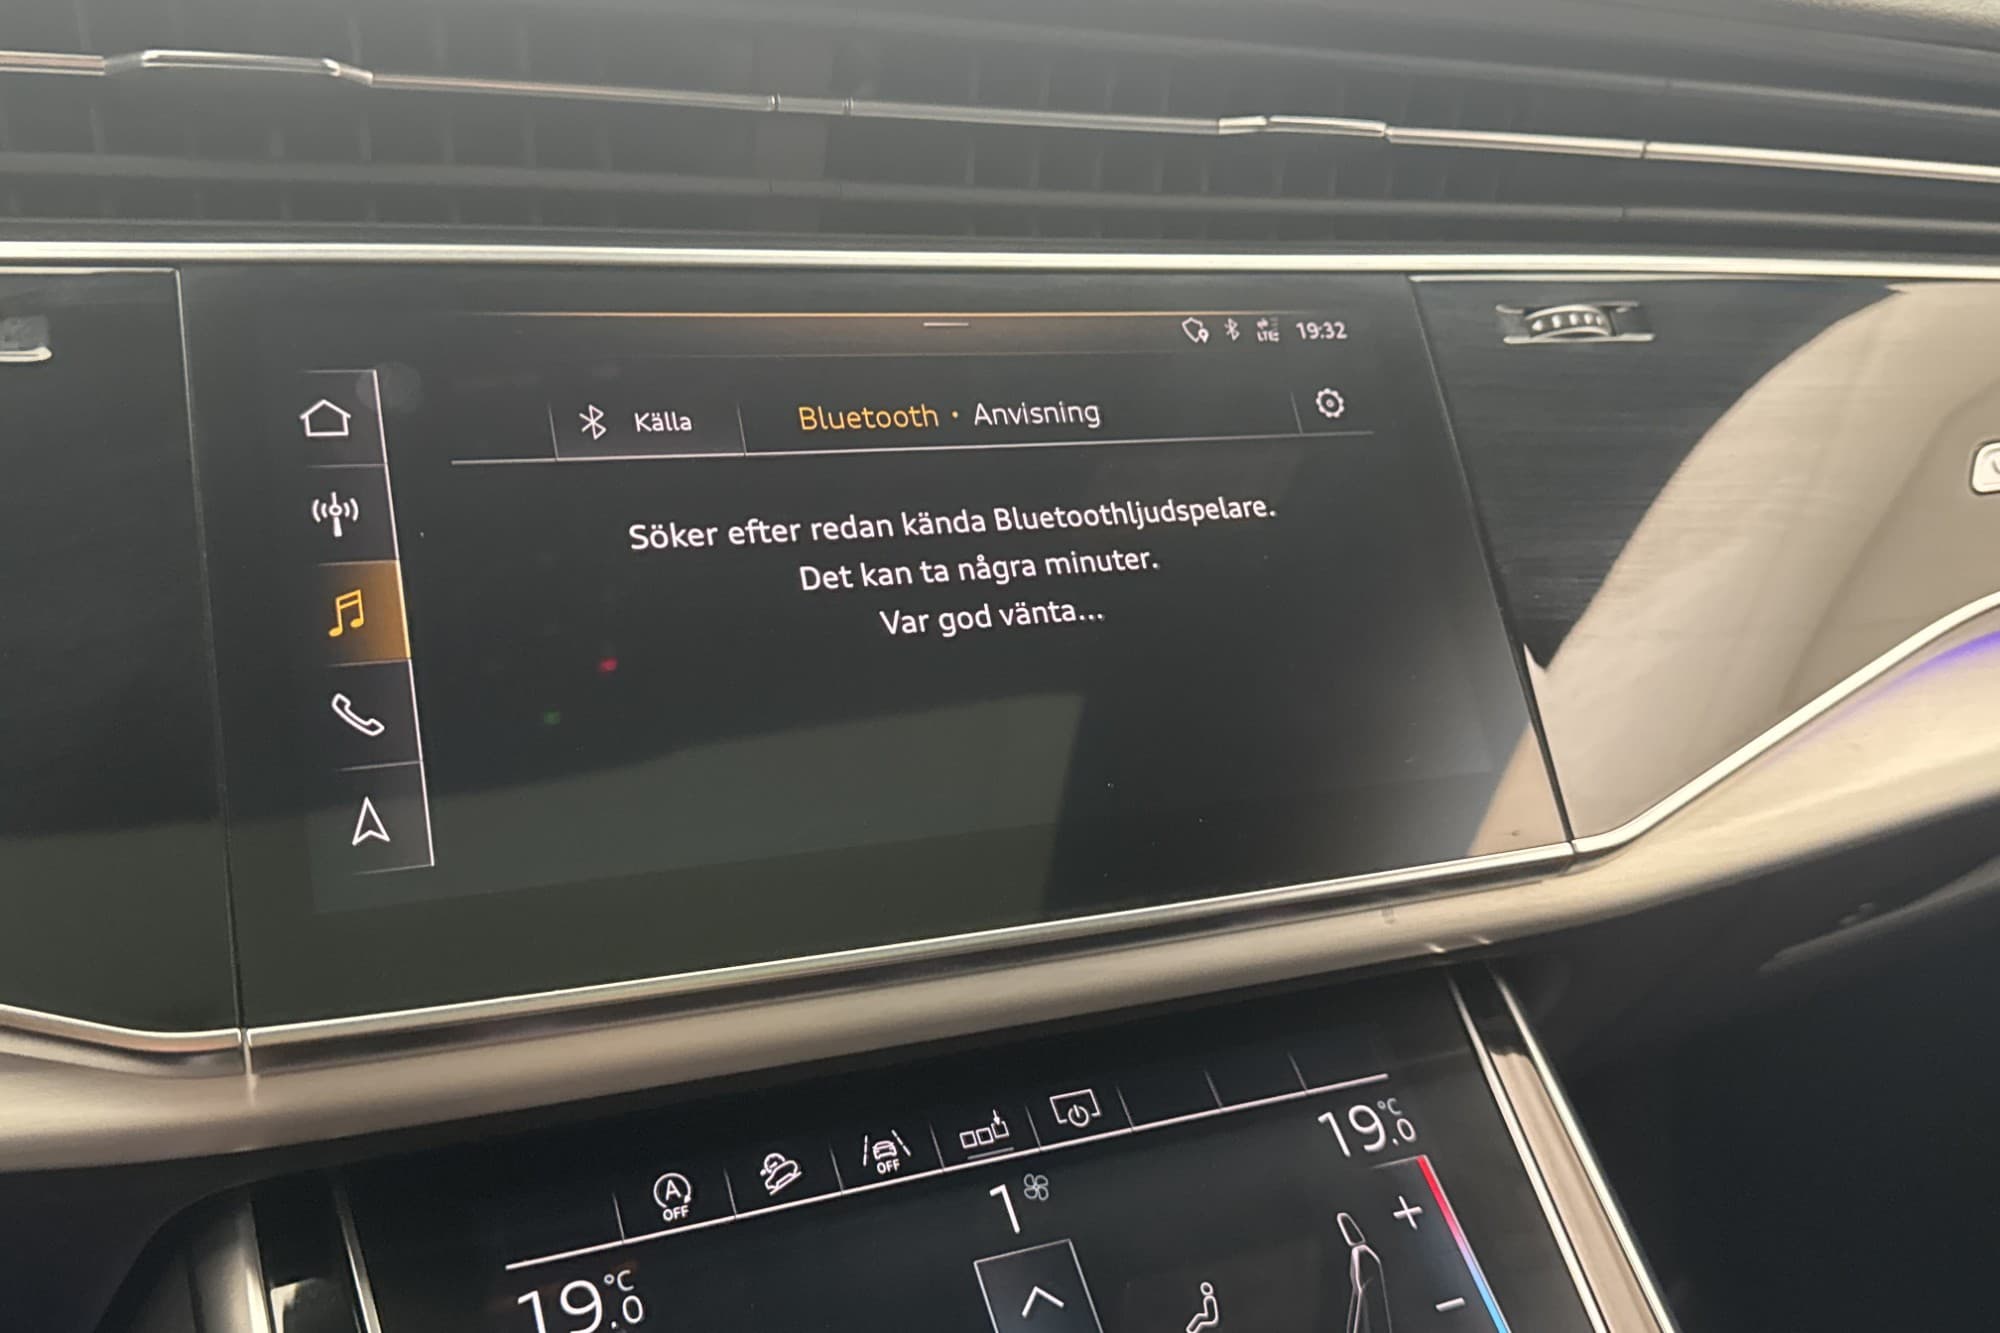 LTE 19:32
Källa
Bluetooth • Anvisning
Söker efter redan kända Bluetoothljudspelare.
Det kan ta några minuter.
Var god vänta...
A
OFF
OFF
19.0 °C
1
19.0 °C